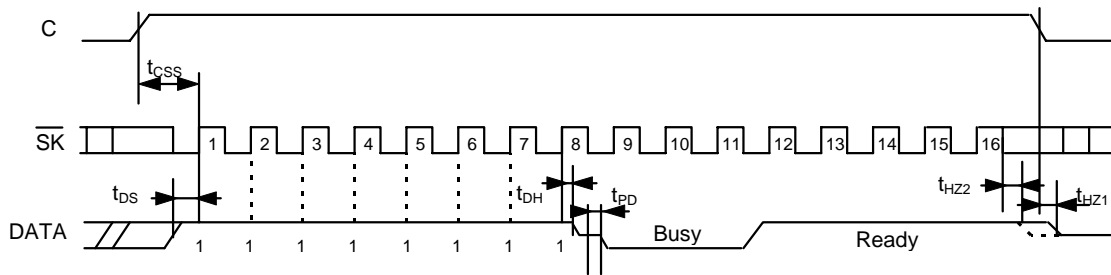 C
tCSS
SK
1 2 3 4 5 6 7 8 9 10 11 12 13 14 15 16
tDS
tDH
tPD
tHZ2
tHZ1
DATA
1 1 1 1 1 1 1 1
Busy
Ready